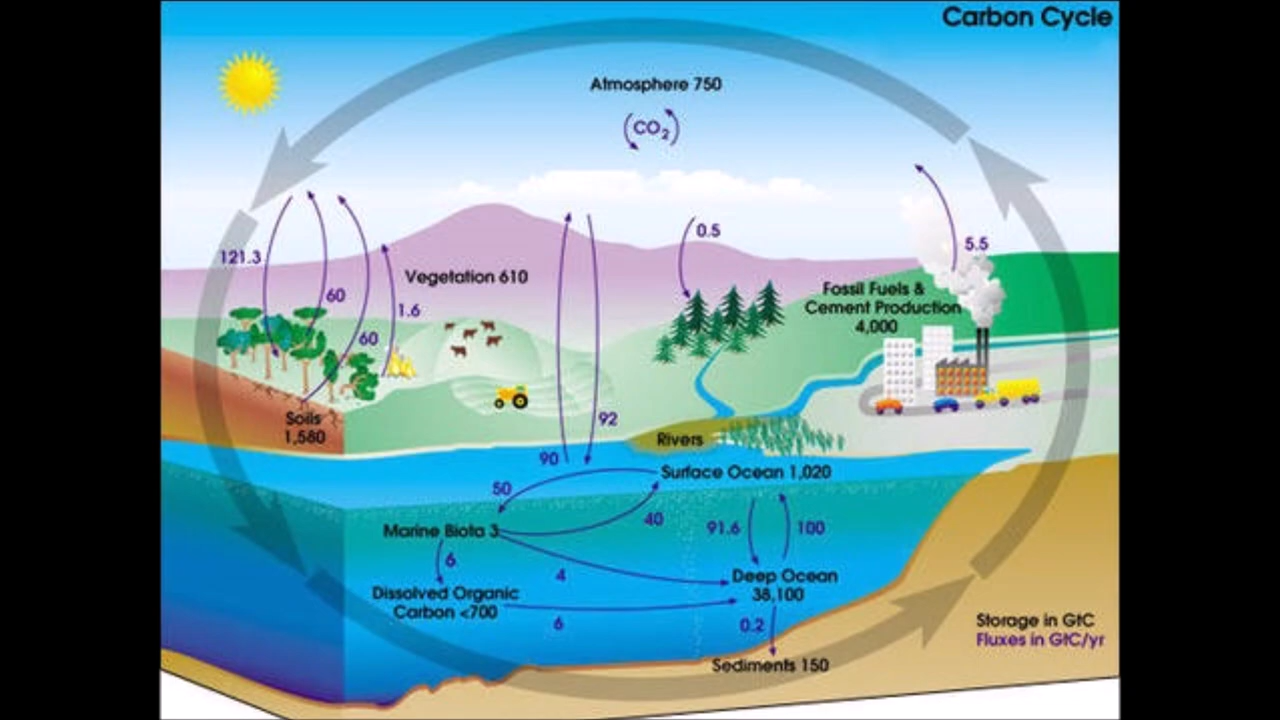 Carbon Cycle
Atmosphere 750
CO₂
121.3
60
60
1.6
Vegetation 610
0.5
5.5
Fossil Fuels &
Cement Production
4,000
Soils
1,580
90
92
Rivers
Surface Ocean 1,020
50
40
Marine Biota 3
91.6
100
6
4
Deep Ocean
38,100
Dissolved Organic
Carbon <700
6
0.2
Sediments 150
Storage in GtC
Fluxes in GtC/yr